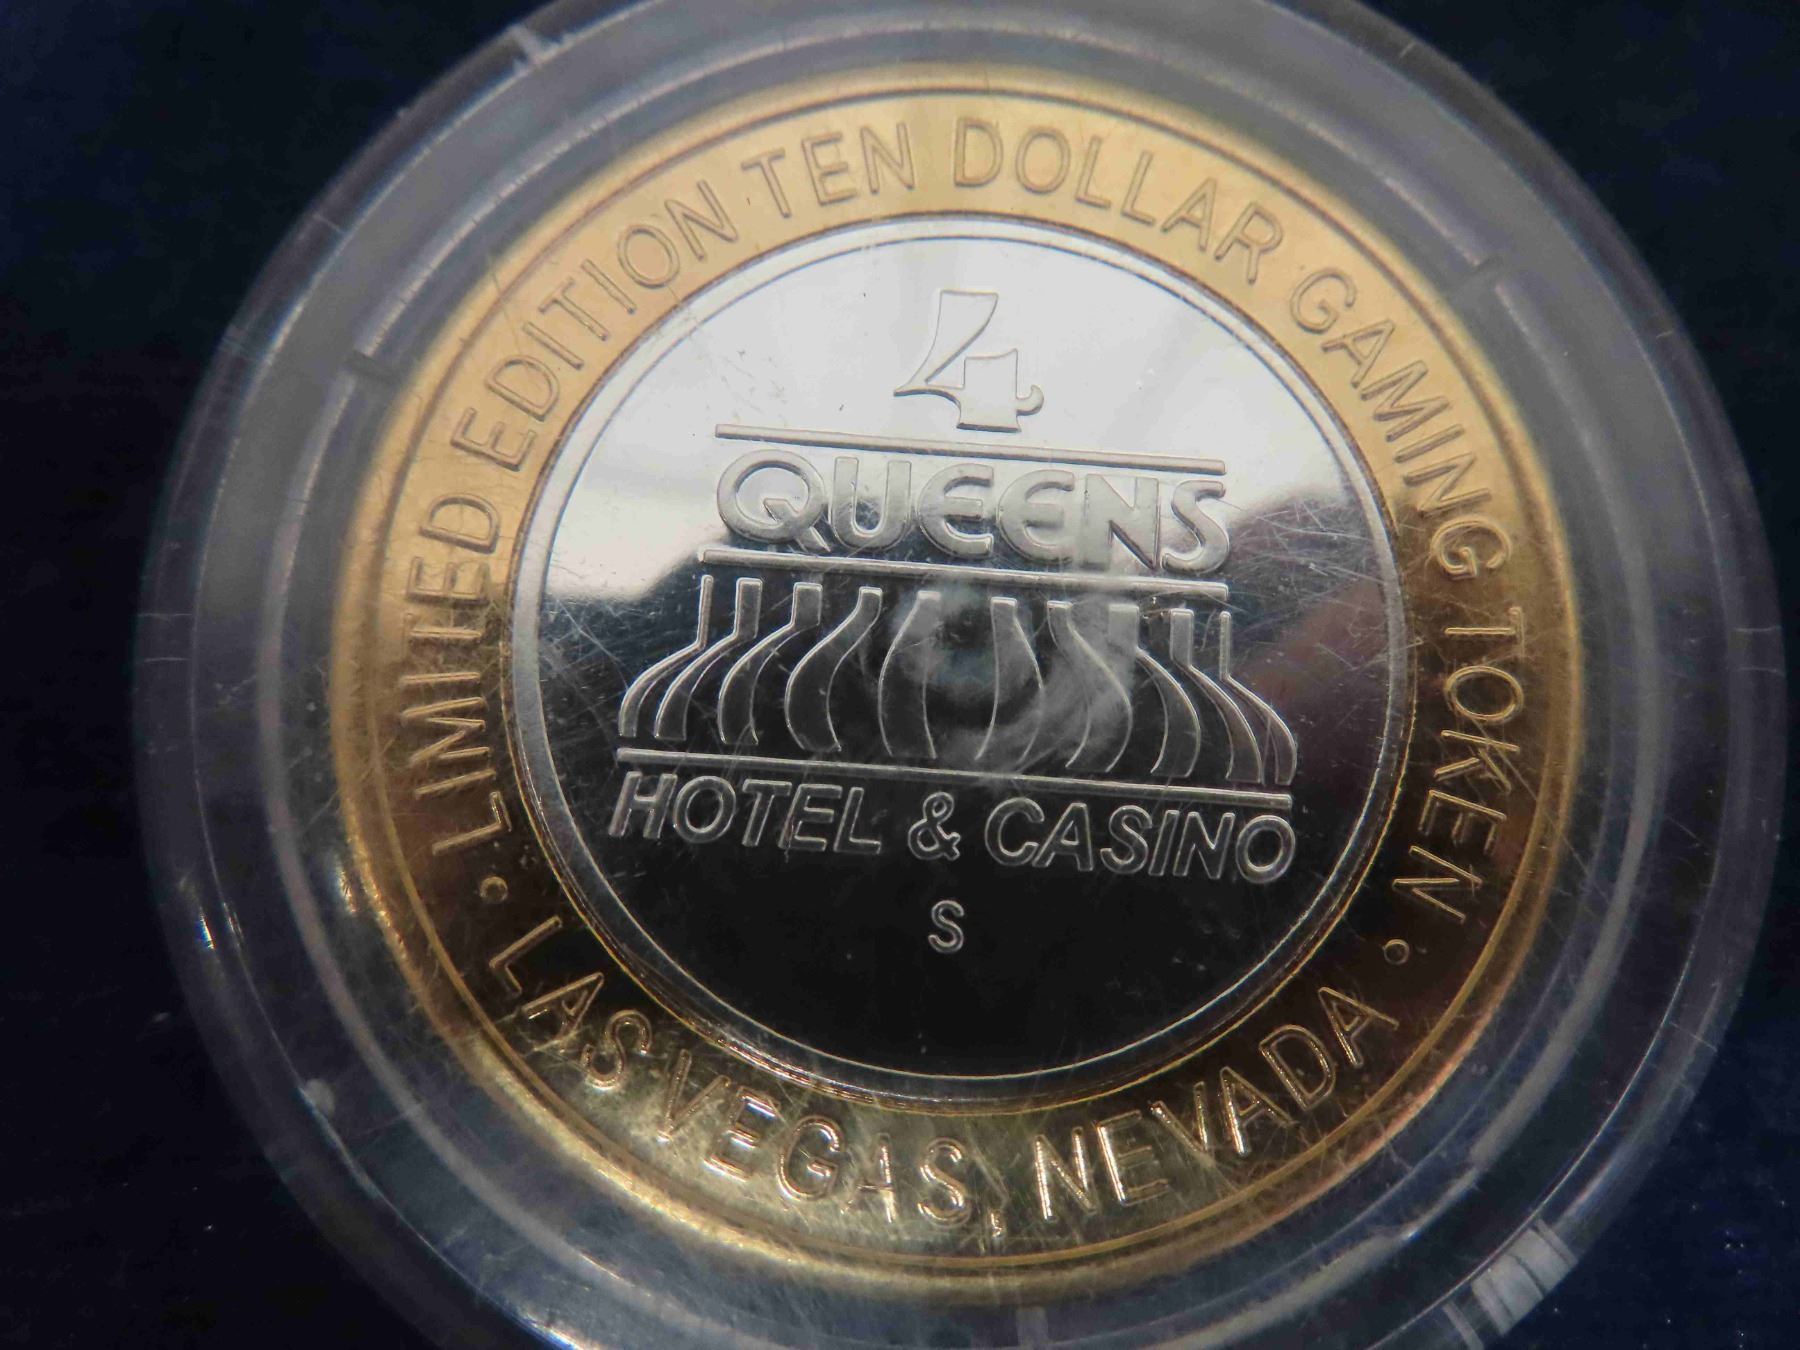 LIMITED EDITION TEN DOLLAR GAMING TOKEN
4
QUEENS
HOTEL & CASINO
S
• LAS VEGAS, NEVADA •